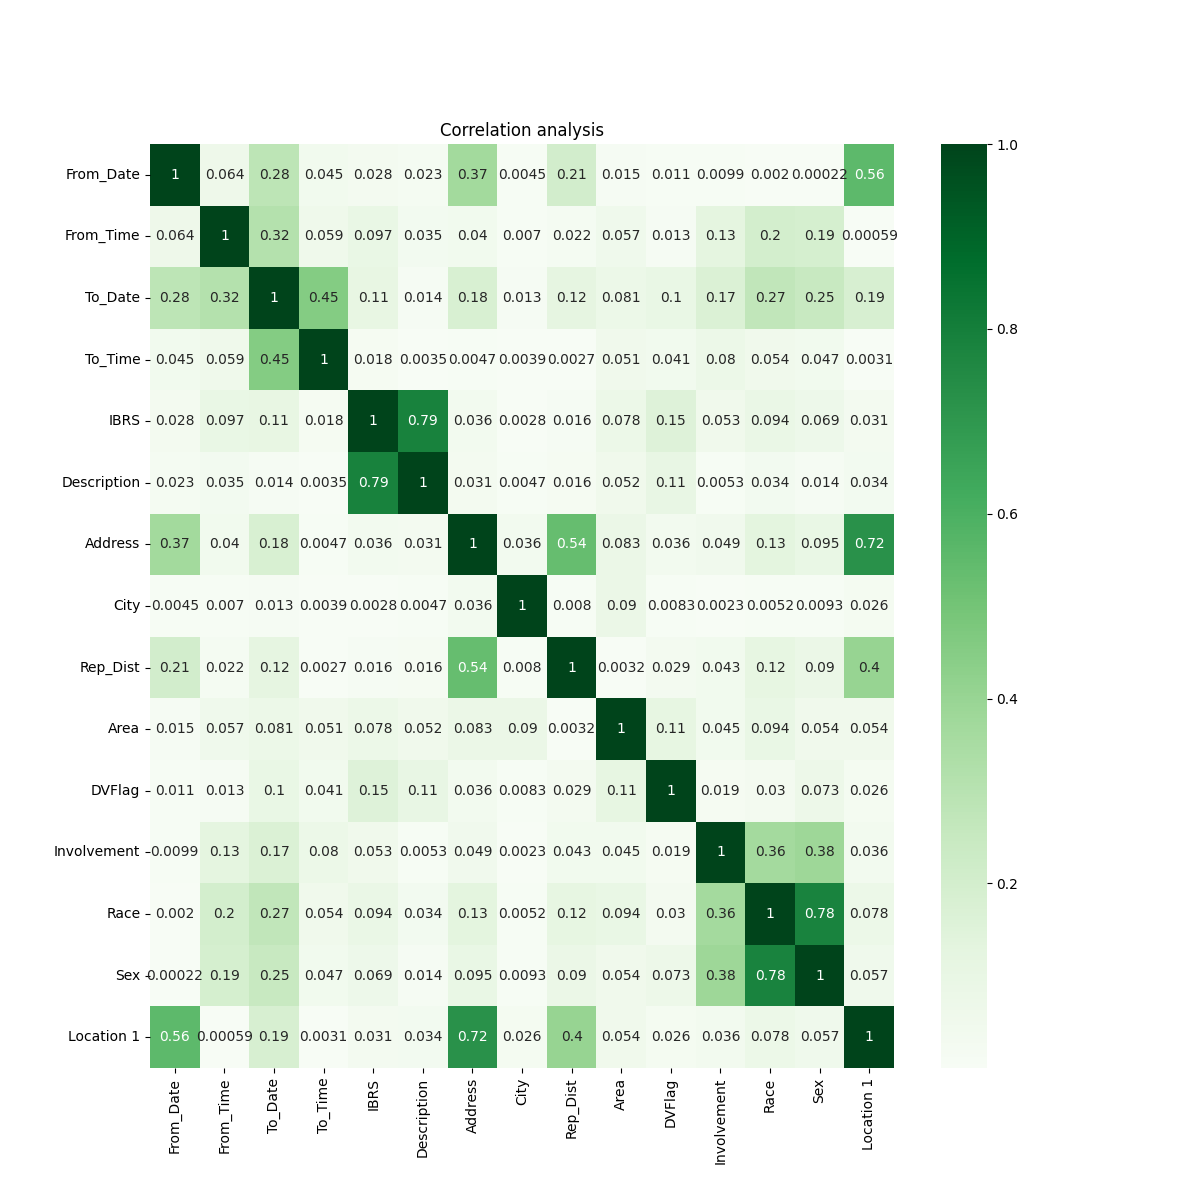 Correlation analysis
From_Date 1 0.064 0.28 0.045 0.028 0.023 0.37 0.0045 0.21 0.015 0.011 0.0099 0.002 0.00022 0.56
From_Time 0.064 1 0.32 0.059 0.097 0.035 0.04 0.007 0.022 0.057 0.013 0.13 0.2 0.19 0.00059
To_Date 0.28 0.32 1 0.45 0.11 0.014 0.18 0.013 0.12 0.081 0.1 0.17 0.27 0.25 0.19
To_Time 0.045 0.059 0.45 1 0.018 0.0035 0.0047 0.0039 0.0027 0.051 0.041 0.08 0.054 0.047 0.0031
IBRS 0.028 0.097 0.11 0.018 1 0.79 0.036 0.0028 0.016 0.078 0.15 0.053 0.094 0.069 0.031
Description 0.023 0.035 0.014 0.0035 0.79 1 0.031 0.0047 0.016 0.052 0.11 0.0053 0.034 0.014 0.034
Address 0.37 0.04 0.18 0.0047 0.036 0.031 1 0.036 0.54 0.083 0.036 0.049 0.13 0.095 0.72
City 0.0045 0.007 0.013 0.0039 0.0028 0.0047 0.036 1 0.008 0.09 0.0083 0.0023 0.0052 0.0093 0.026
Rep_Dist 0.21 0.022 0.12 0.0027 0.016 0.016 0.54 0.008 1 0.0032 0.029 0.043 0.12 0.09 0.4
Area 0.015 0.057 0.081 0.051 0.078 0.052 0.083 0.09 0.0032 1 0.11 0.045 0.094 0.054 0.054
DVFlag 0.011 0.013 0.1 0.041 0.15 0.11 0.036 0.0083 0.029 0.11 1 0.019 0.03 0.073 0.026
Involvement 0.0099 0.13 0.17 0.08 0.053 0.0053 0.049 0.0023 0.043 0.045 0.019 1 0.36 0.38 0.036
Race 0.002 0.2 0.27 0.054 0.094 0.034 0.13 0.0052 0.12 0.094 0.03 0.36 1 0.78 0.078
Sex 0.00022 0.19 0.25 0.047 0.069 0.014 0.095 0.0093 0.09 0.054 0.073 0.38 0.78 1 0.057
Location 1 0.56 0.00059 0.19 0.0031 0.031 0.034 0.72 0.026 0.4 0.054 0.026 0.036 0.078 0.057 1
From_Date From_Time To_Date To_Time IBRS Description Address City Rep_Dist Area DVFlag Involvement Race Sex Location 1
1.0
0.8
0.6
0.4
0.2